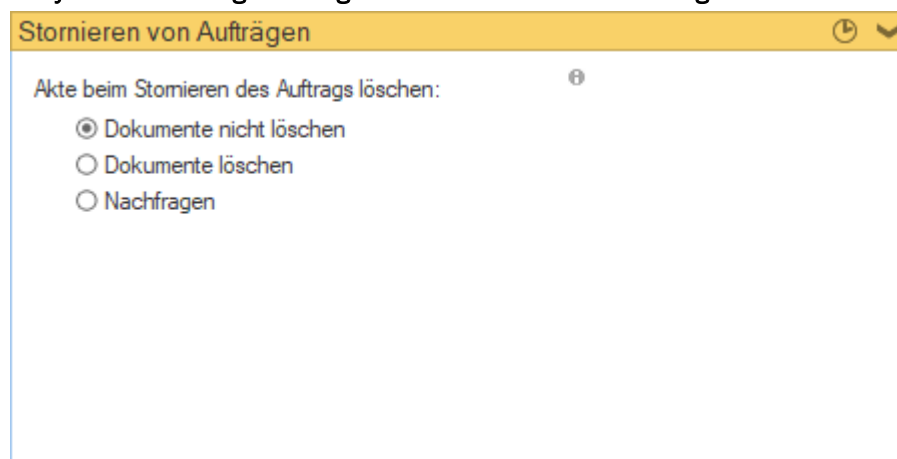 Stornieren von Aufträgen
Akte beim Stornieren des Auftrags löschen:
Dokumente nicht löschen
Dokumente löschen
Nachfragen